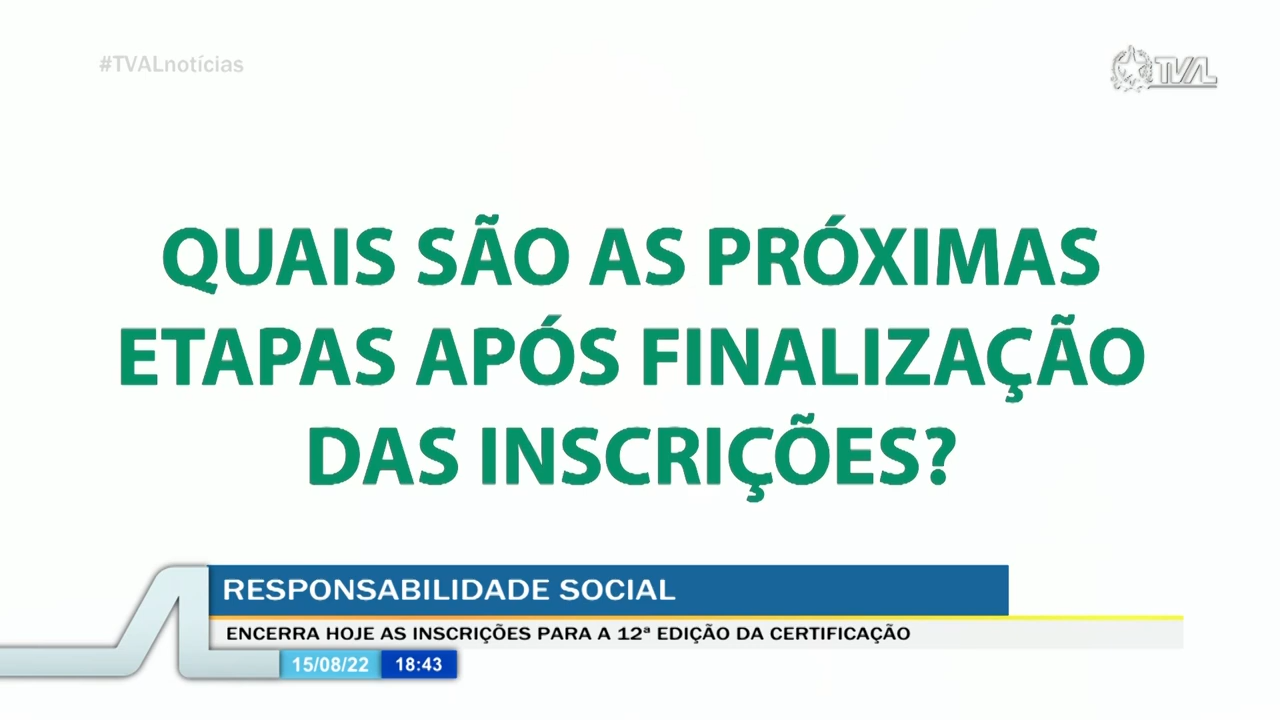 #TVALnotícias
TVAL
QUAIS SÃO AS PRÓXIMAS
ETAPAS APÓS FINALIZAÇÃO
DAS INSCRIÇÕES?
RESPONSABILIDADE SOCIAL
ENCERRA HOJE AS INSCRIÇÕES PARA A 12ª EDIÇÃO DA CERTIFICAÇÃO
15/08/22 18:43